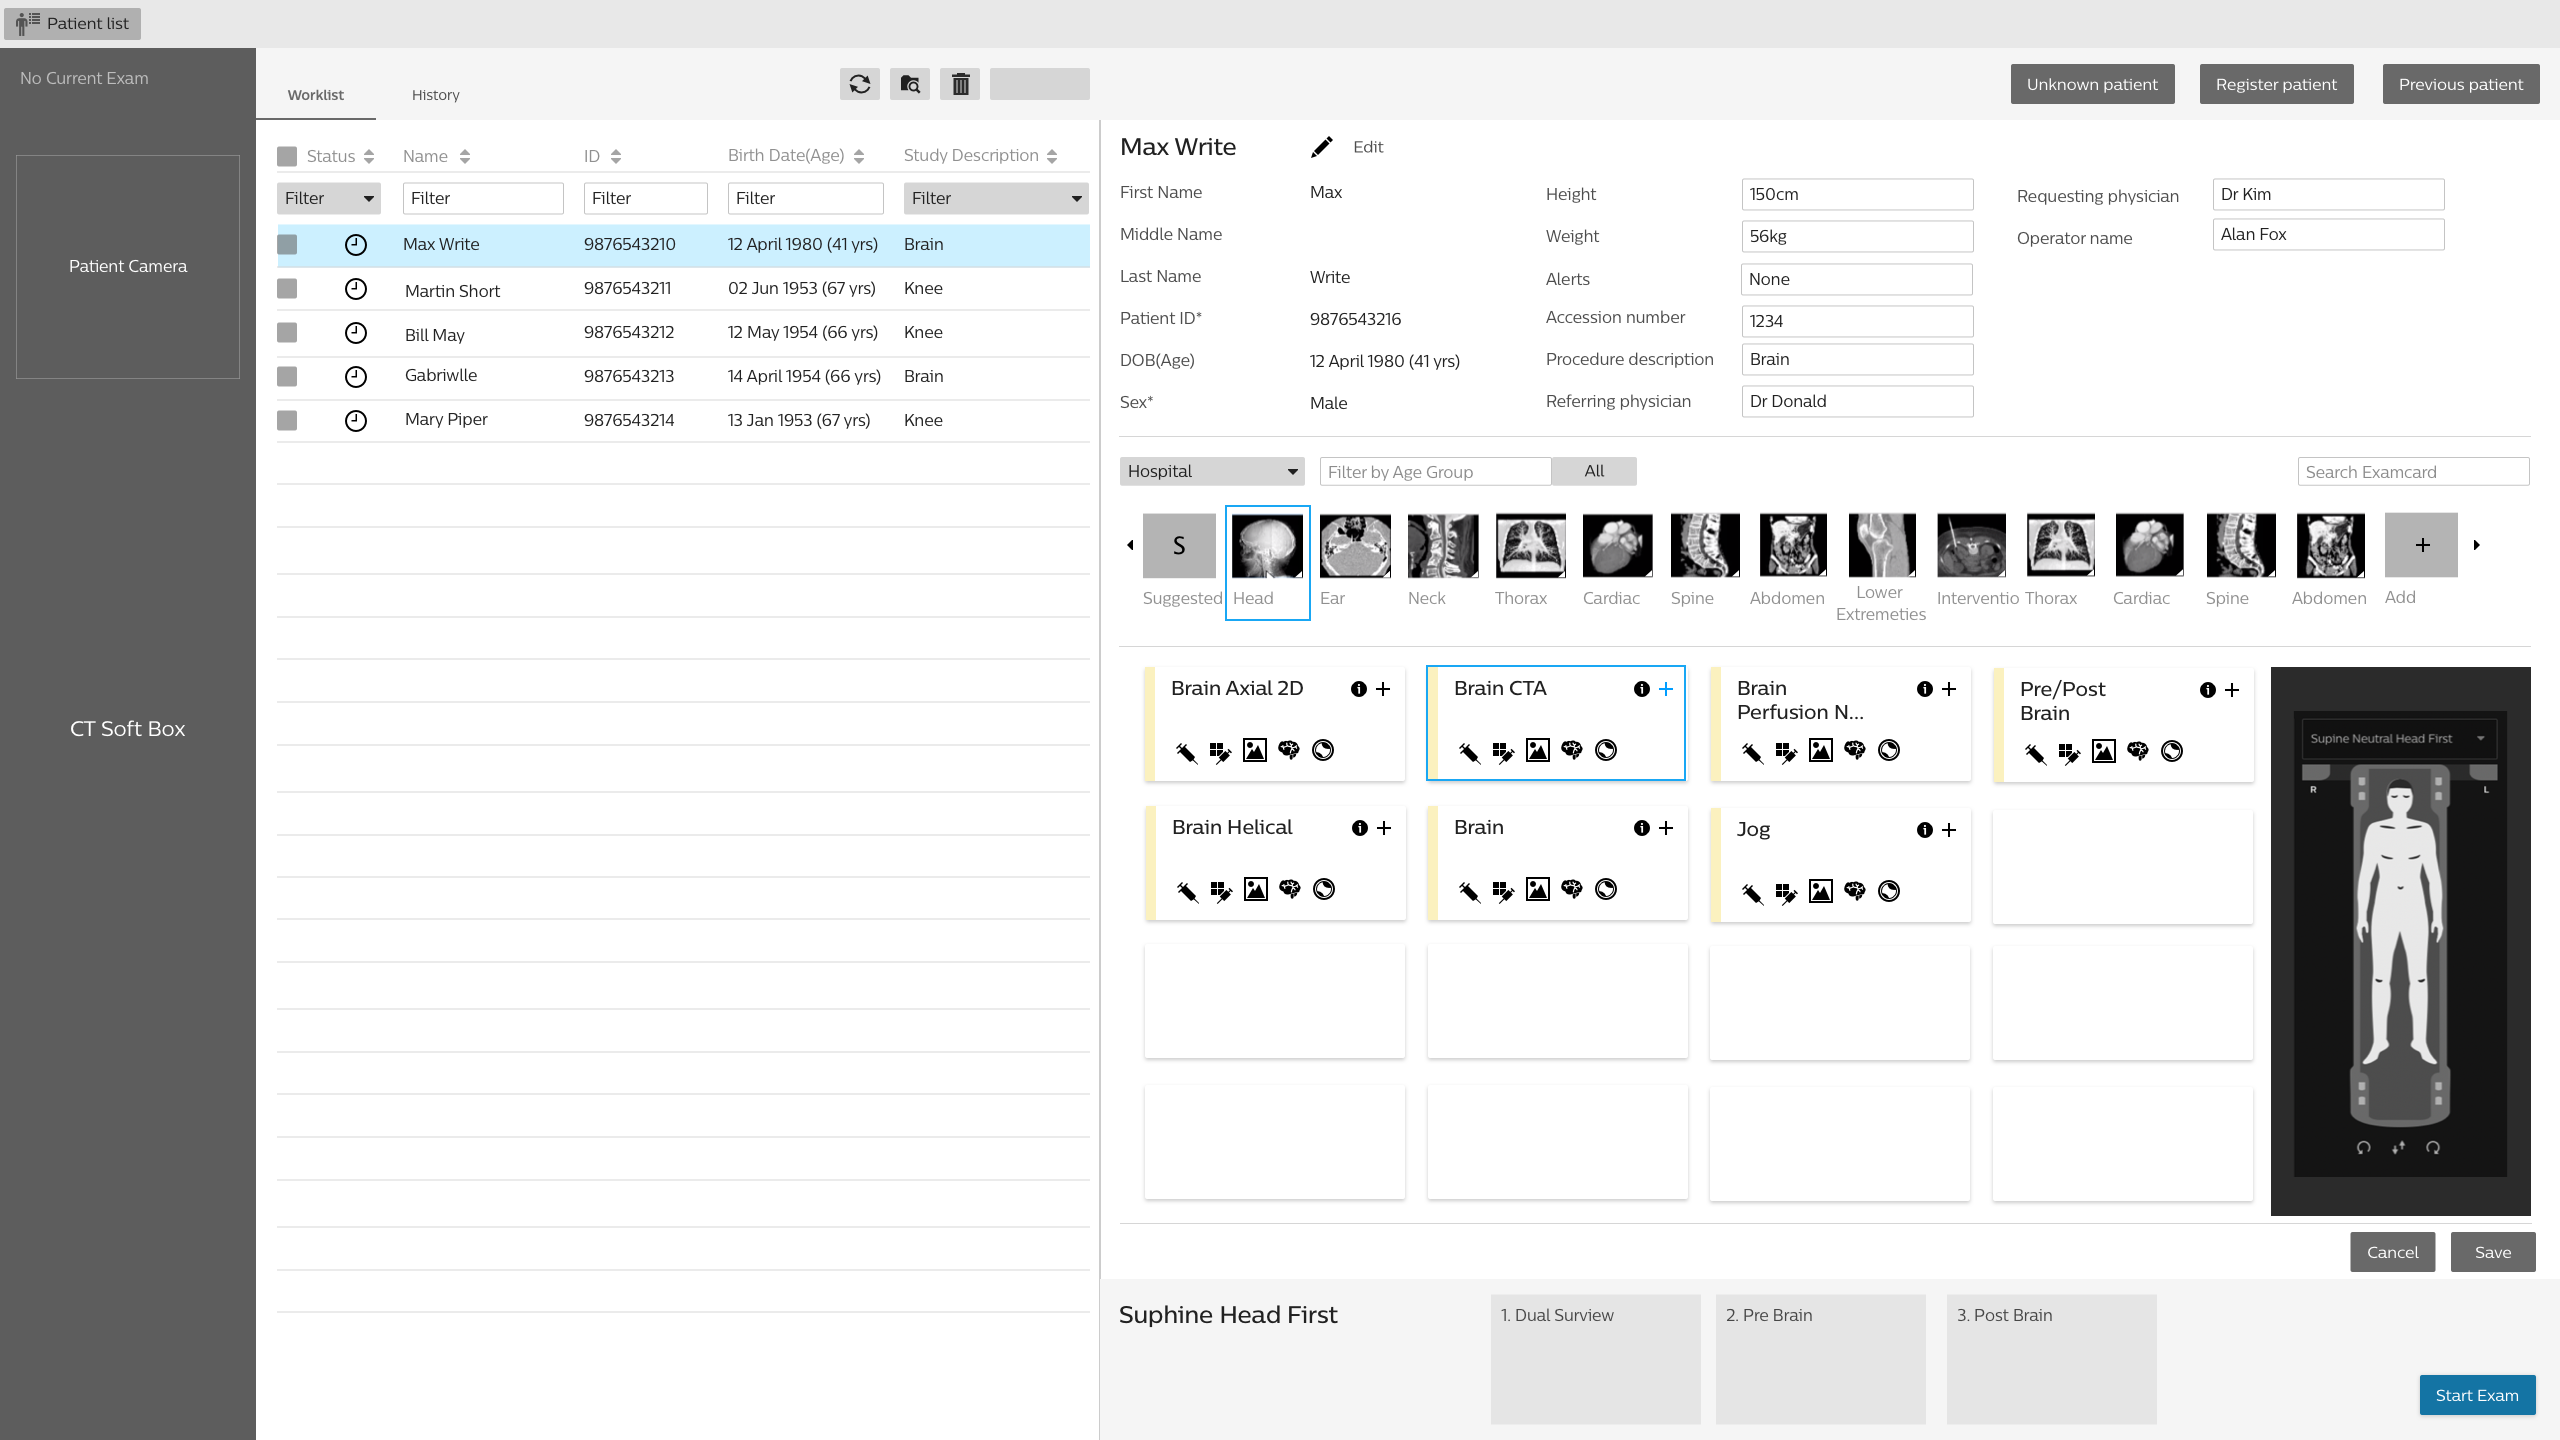 Patient list
No Current Exam
Patient Camera
CT Soft Box
Worklist
History
Unknown patient
Register patient
Previous patient
Status
Name
ID
Birth Date(Age)
Study Description
Filter
Filter
Filter
Filter
Filter
Max Write 9876543210 12 April 1980 (41 yrs) Brain
Martin Short 9876543211 02 Jun 1953 (67 yrs) Knee
Bill May 9876543212 12 May 1954 (66 yrs) Knee
Gabriwlle 9876543213 14 April 1954 (66 yrs) Brain
Mary Piper 9876543214 13 Jan 1953 (67 yrs) Knee
Max Write
Edit
First Name Max
Middle Name
Last Name Write
Patient ID* 9876543216
DOB(Age) 12 April 1980 (41 yrs)
Sex* Male
Height 150cm
Weight 56kg
Alerts None
Accession number 1234
Procedure description Brain
Referring physician Dr Donald
Requesting physician Dr Kim
Operator name Alan Fox
Hospital
Filter by Age Group
All
Search Examcard
S
Suggested
Head
Ear
Neck
Thorax
Cardiac
Spine
Abdomen
Lower
Extremeties
Interventio
Thorax
Cardiac
Spine
Abdomen
Add
Brain Axial 2D
Brain CTA
Brain
Perfusion N...
Pre/Post
Brain
Brain Helical
Brain
Jog
Supine Neutral Head First
R
L
Cancel
Save
Suphine Head First
1. Dual Surview
2. Pre Brain
3. Post Brain
Start Exam